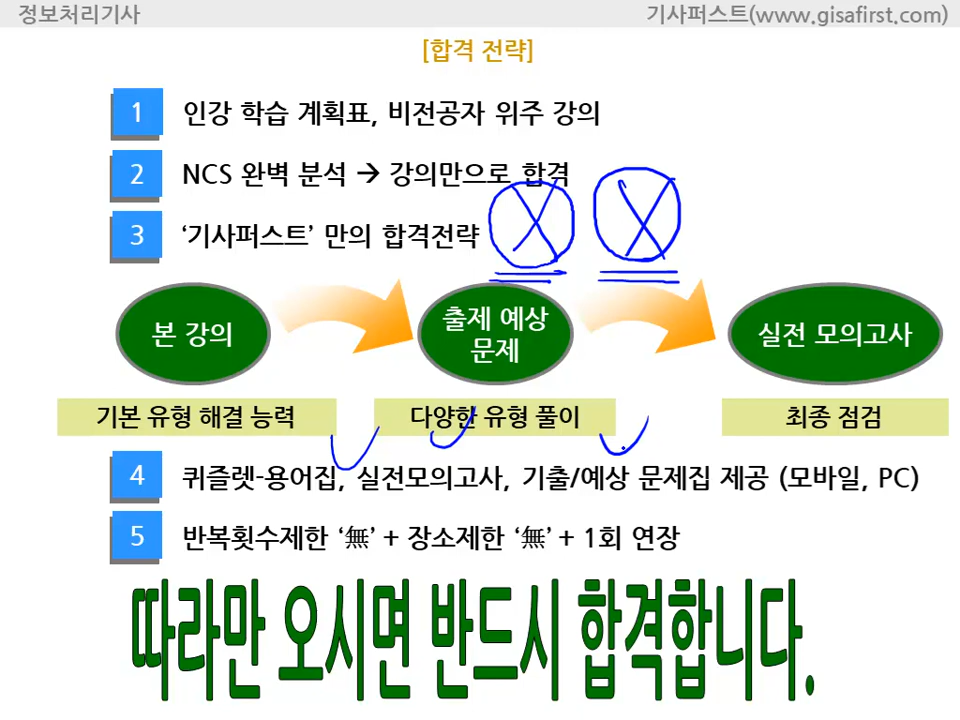 정보처리기사
기사퍼스트(www.gisafirst.com)
[합격 전략]
1 인강 학습 계획표, 비전공자 위주 강의
2 NCS 완벽 분석 → 강의만으로 합격
3 ‘기사퍼스트’ 만의 합격전략
본 강의
출제 예상
문제
실전 모의고사
기본 유형 해결 능력
다양한 유형 풀이
최종 점검
4 퀴즐렛-용어집, 실전모의고사, 기출/예상 문제집 제공 (모바일, PC)
5 반복횟수제한 ‘無’ + 장소제한 ‘無’ + 1회 연장
따라만 오시면 반드시 합격합니다.